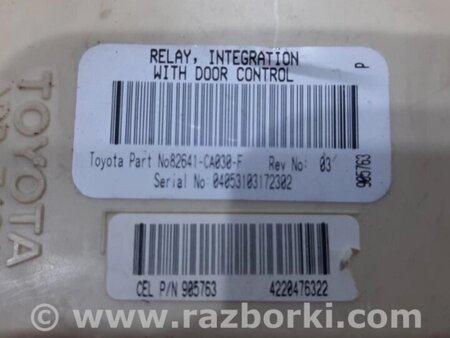 RELAY, INTEGRATION
WITH DOOR CONTROL
P
Toyota Part No82641-CA030-F Rev No: 03
Serial No: 04053103172302
905763
TOYOTA
CEL P/N 905763 4220476322
www.razborki.com